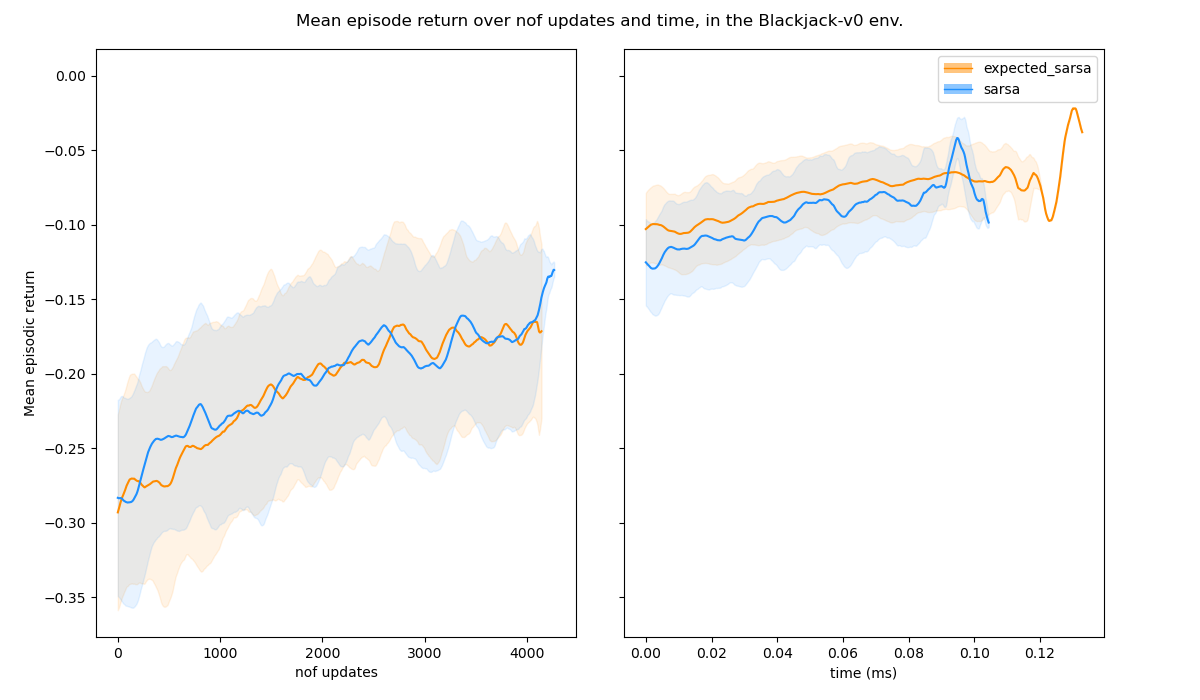 Mean episode return over nof updates and time, in the Blackjack-v0 env.
Mean episodic return
0.00
−0.05
−0.10
−0.15
−0.20
−0.25
−0.30
−0.35
0 1000 2000 3000 4000
nof updates
expected_sarsa
sarsa
0.00 0.02 0.04 0.06 0.08 0.10 0.12
time (ms)